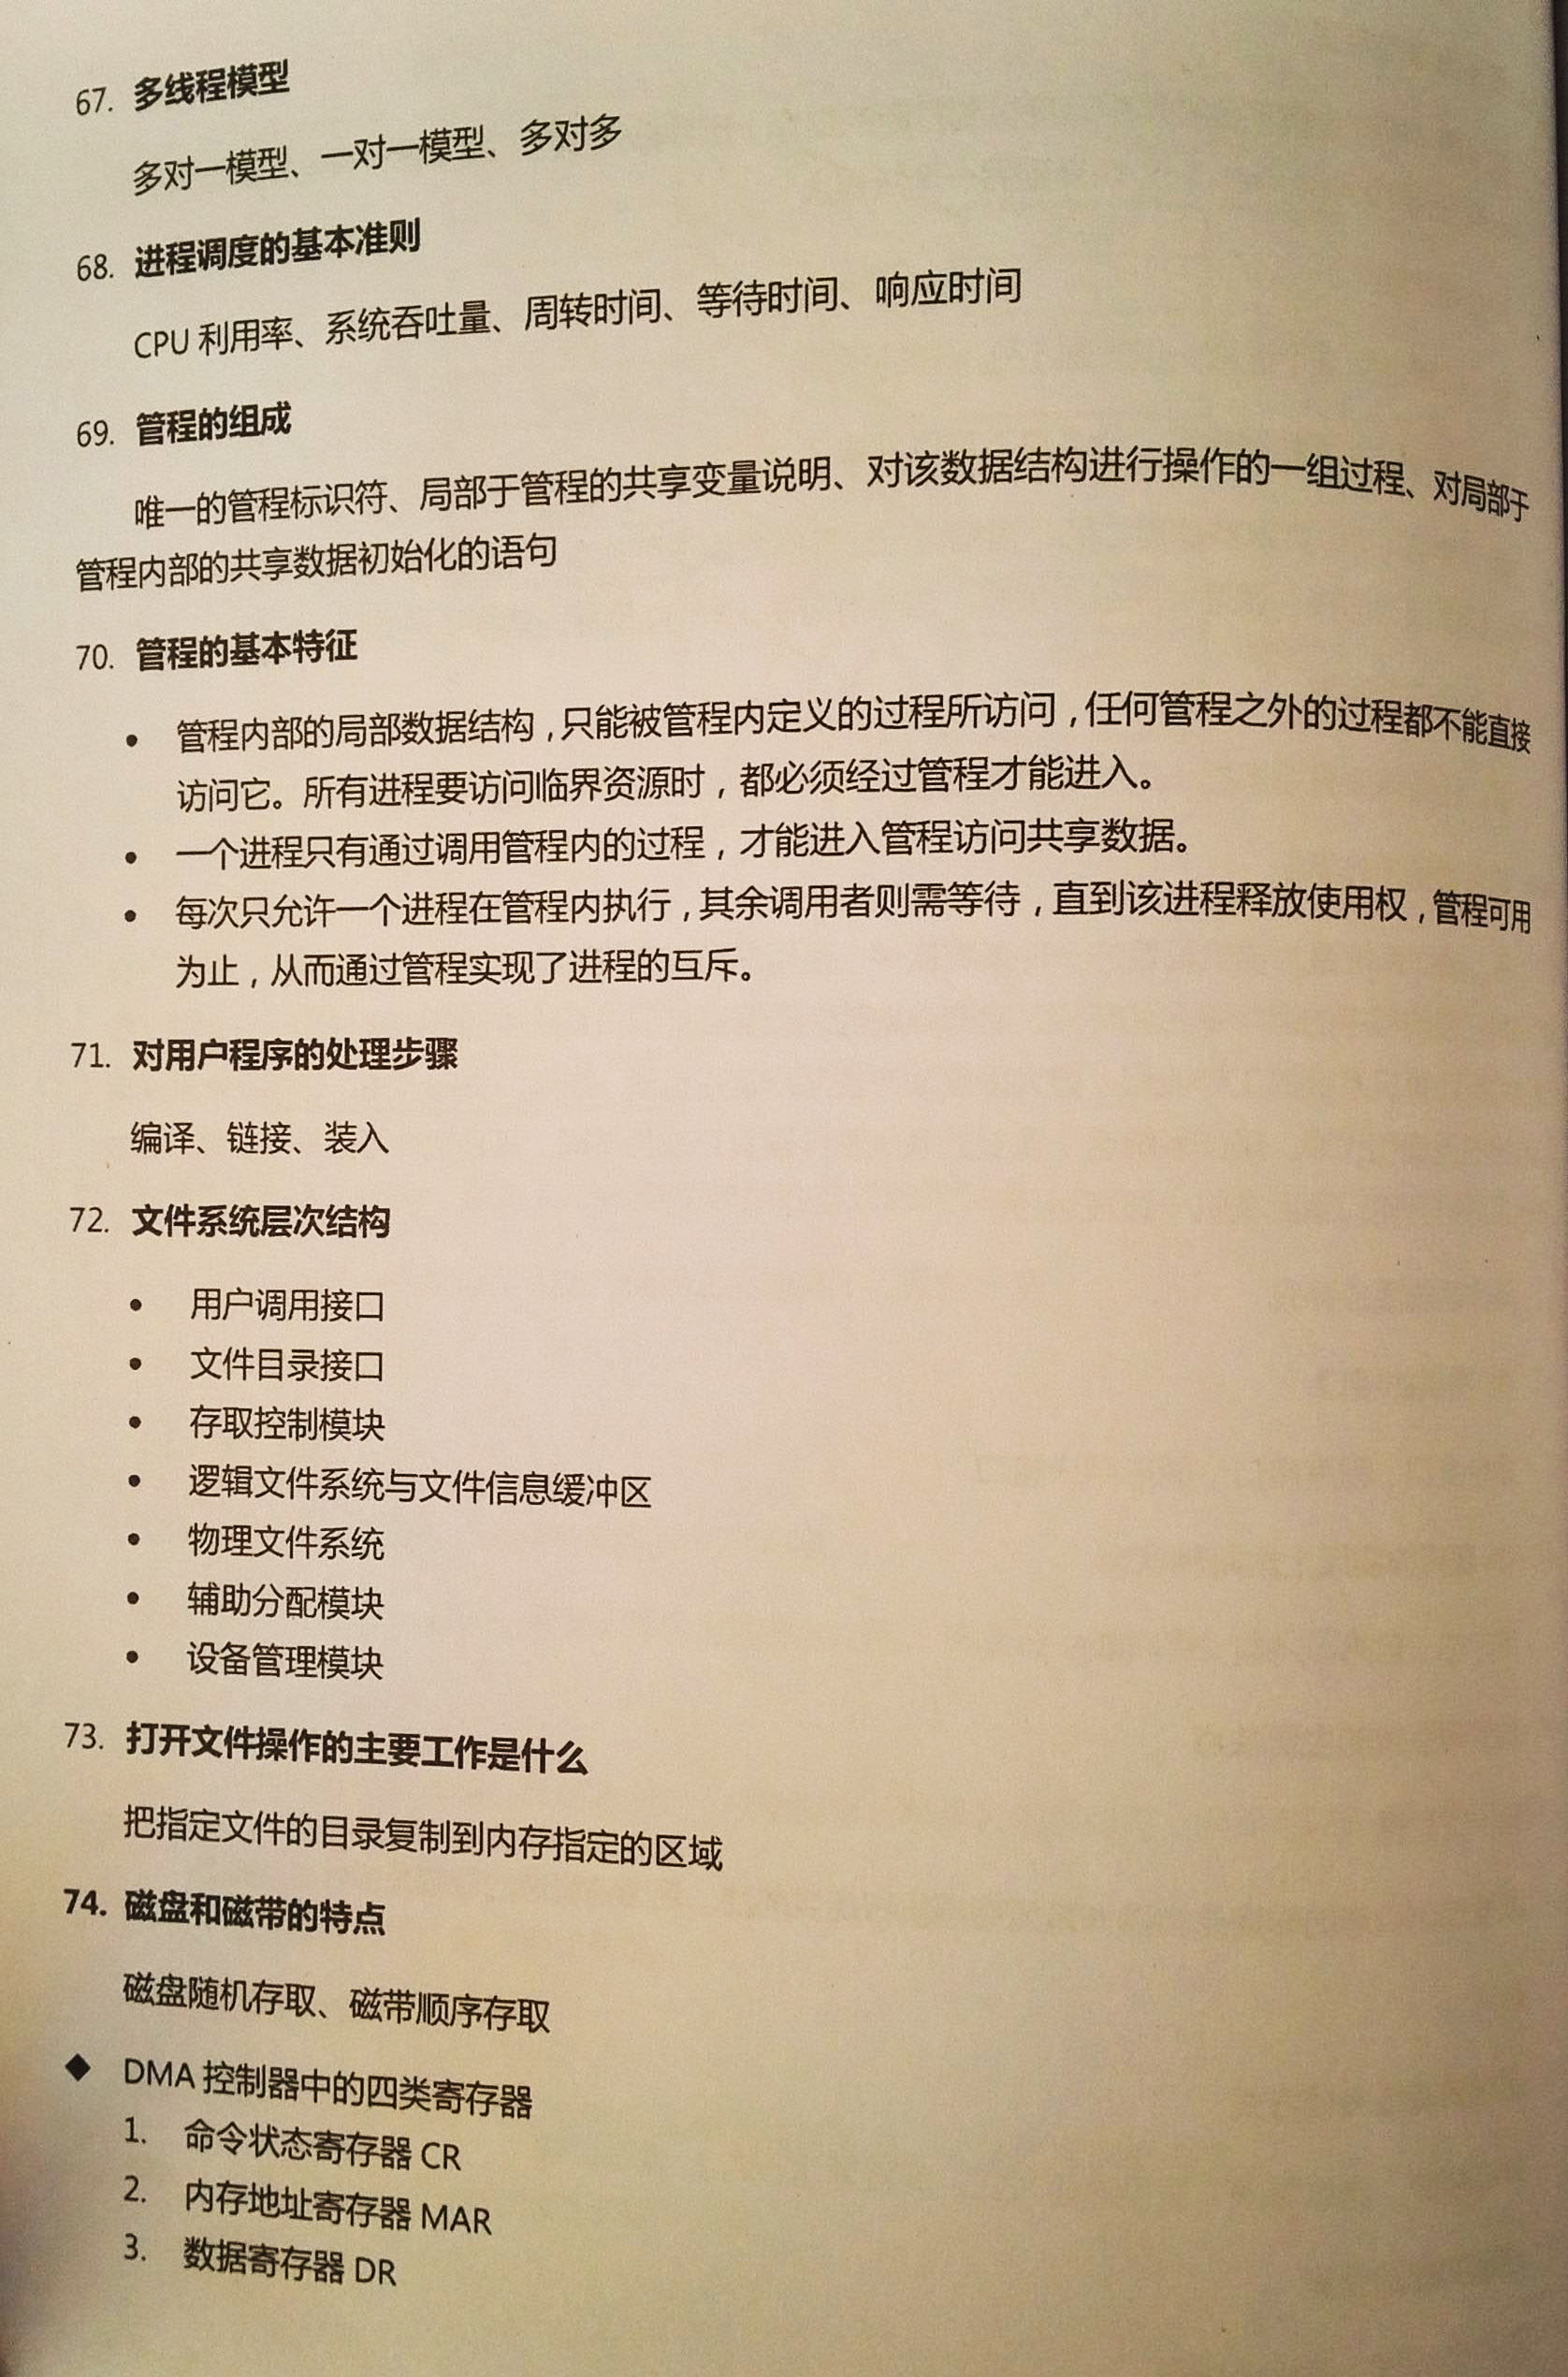 67. 多线程模型
多对一模型、一对一模型、多对多
68. 进程调度的基本准则
CPU 利用率、系统吞吐量、周转时间、等待时间、响应时间
69. 管程的组成
唯一的管程标识符、局部于管程的共享变量说明、对该数据结构进行操作的一组过程、对局部于
管程内部的共享数据初始化的语句
70. 管程的基本特征
• 管程内部的局部数据结构,只能被管程内定义的过程所访问,任何管程之外的过程都不能直接
访问它。所有进程要访问临界资源时,都必须经过管程才能进入。
• 一个进程只有通过调用管程内的过程,才能进入管程访问共享数据。
• 每次只允许一个进程在管程内执行,其余调用者则需等待,直到该进程释放使用权,管程可用
为止,从而通过管程实现了进程的互斥。
71. 对用户程序的处理步骤
编译、链接、装入
72. 文件系统层次结构
• 用户调用接口
• 文件目录接口
• 存取控制模块
• 逻辑文件系统与文件信息缓冲区
• 物理文件系统
• 辅助分配模块
• 设备管理模块
73. 打开文件操作的主要工作是什么
把指定文件的目录复制到内存指定的区域
74. 磁盘和磁带的特点
磁盘随机存取、磁带顺序存取
◆ DMA 控制器中的四类寄存器
1. 命令状态寄存器 CR
2. 内存地址寄存器 MAR
3. 数据寄存器 DR